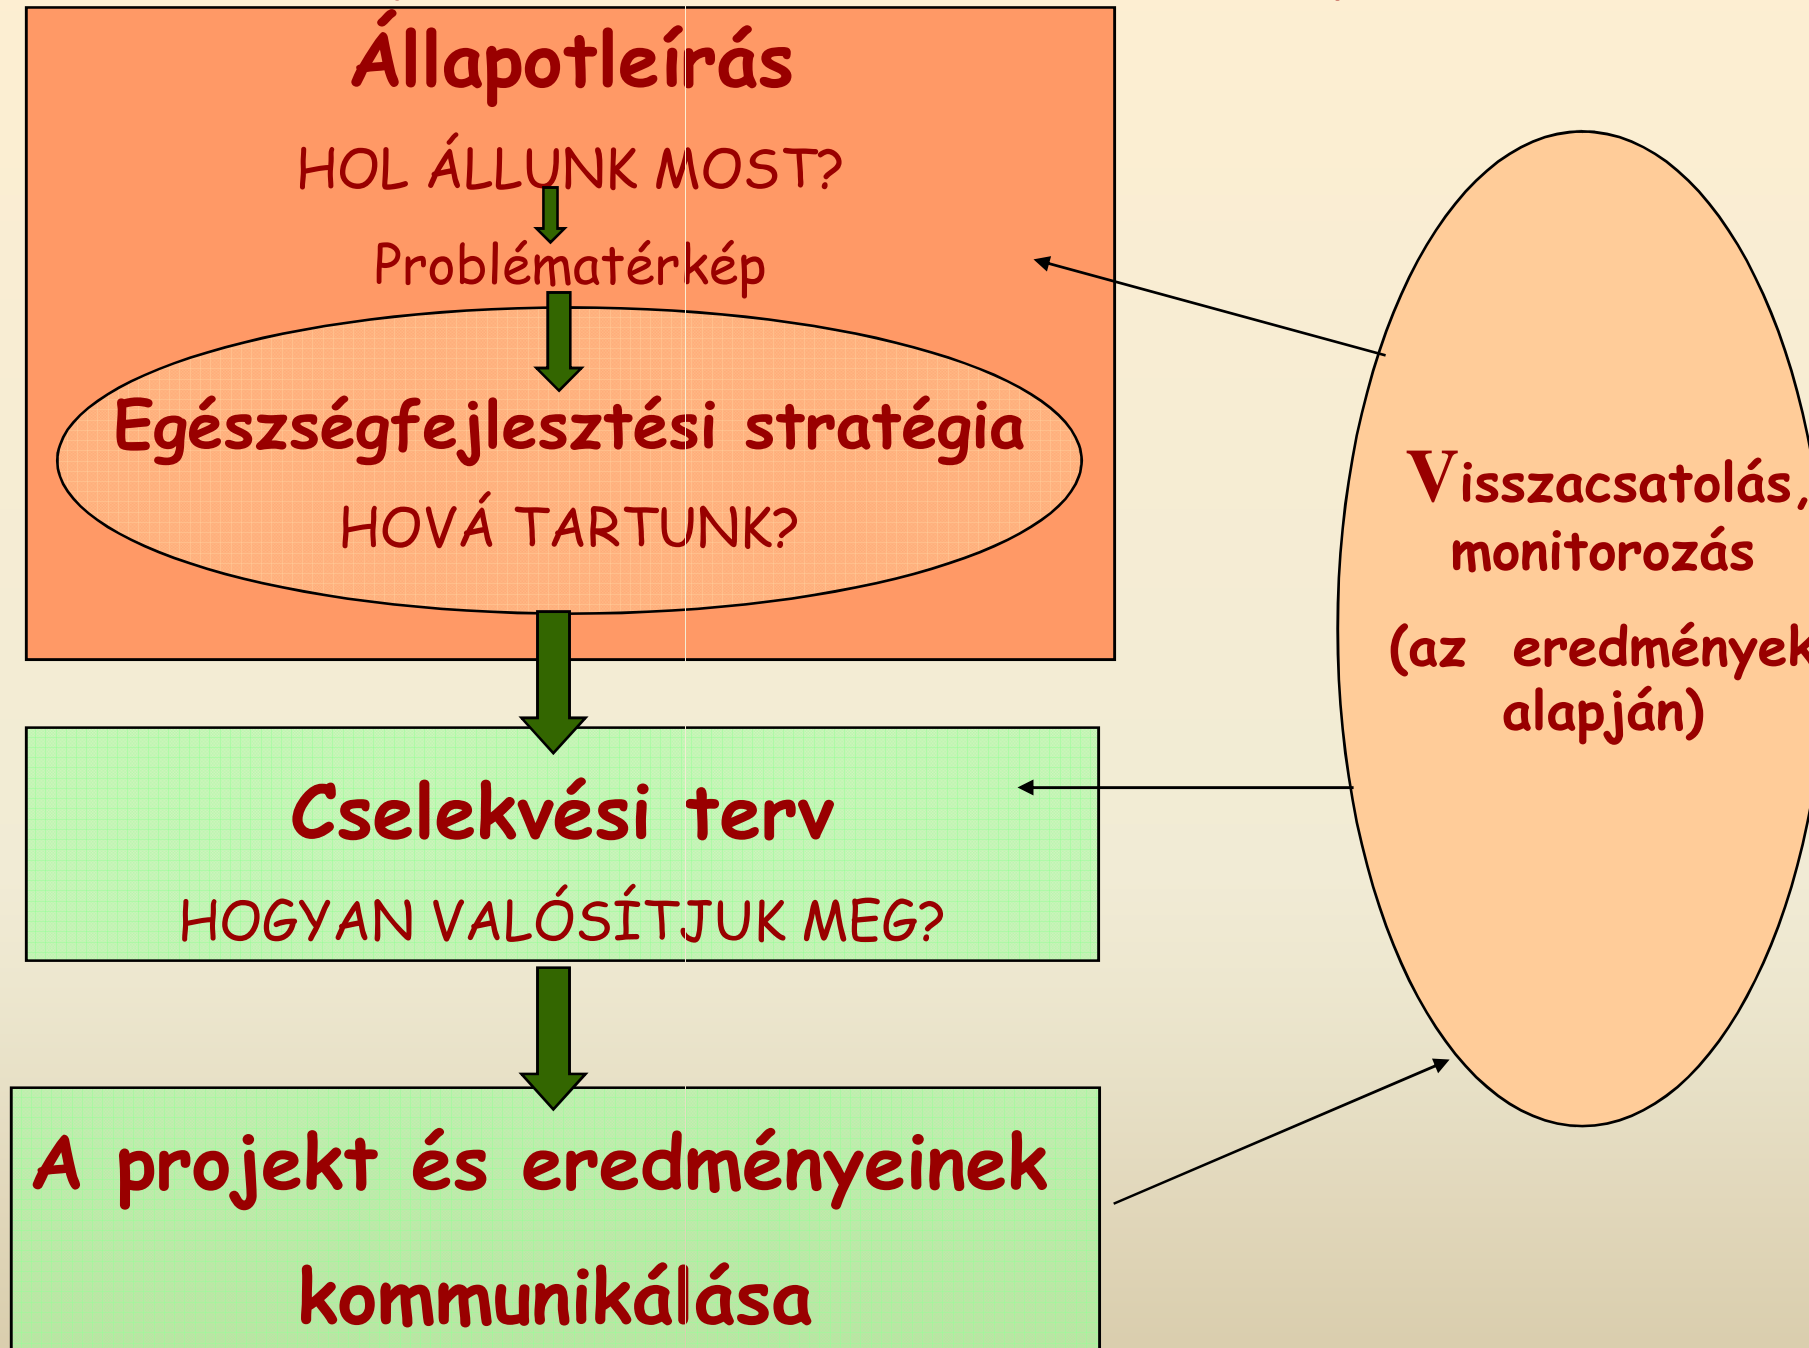 Állapotleírás
HOL ÁLLUNK MOST?
Problématérkép
Egészségfejlesztési stratégia
HOVÁ TARTUNK?
Cselekvési terv
HOGYAN VALÓSÍTJUK MEG?
A projekt és eredményeinek
kommunikálása
Visszacsatolás,
monitorozás
(az eredmények
alapján)